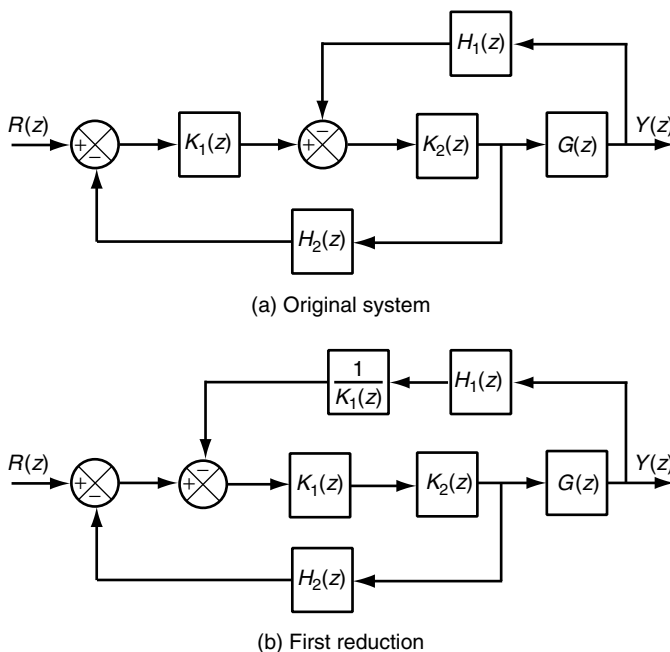 H₁(z)
R(z)
+
−
K₁(z)
+
−
K₂(z)
G(z)
Y(z)
H₂(z)
(a) Original system
1
K₁(z)
H₁(z)
R(z)
+
−
+
−
K₁(z)
K₂(z)
G(z)
Y(z)
H₂(z)
(b) First reduction